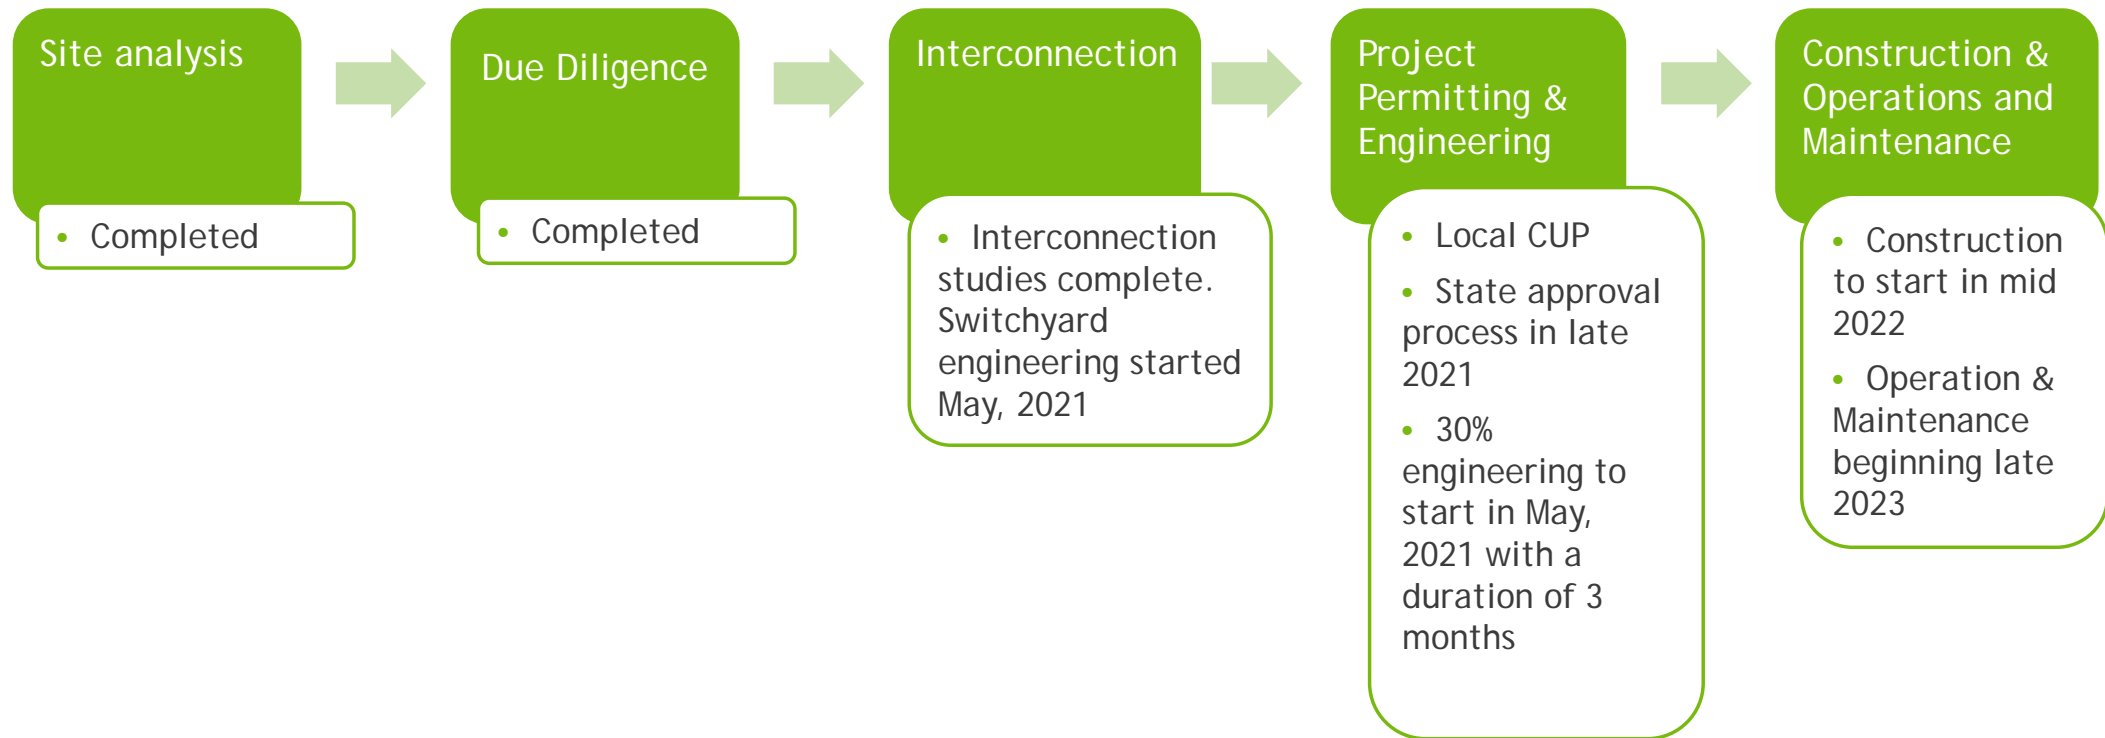 Site analysis
• Completed
Due Diligence
• Completed
Interconnection
• Interconnection
studies complete.
Switchyard
engineering started
May, 2021
Project
Permitting &
Engineering
• Local CUP
• State approval
process in late
2021
• 30%
engineering to
start in May,
2021 with a
duration of 3
months
Construction &
Operations and
Maintenance
• Construction
to start in mid
2022
• Operation &
Maintenance
beginning late
2023